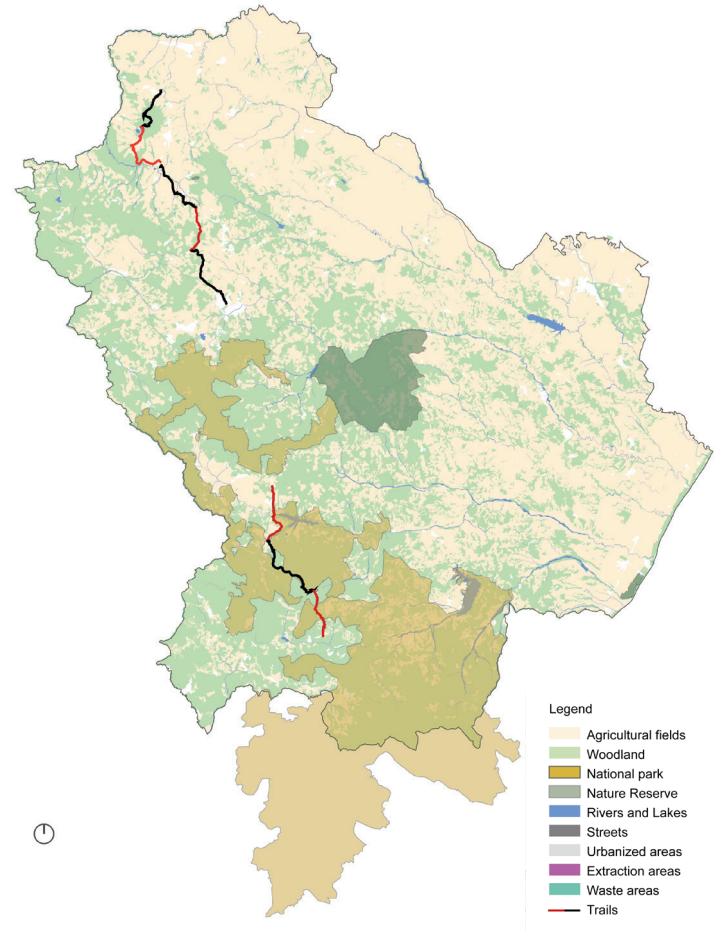 Legend
Agricultural fields
Woodland
National park
Nature Reserve
Rivers and Lakes
Streets
Urbanized areas
Extraction areas
Waste areas
Trails